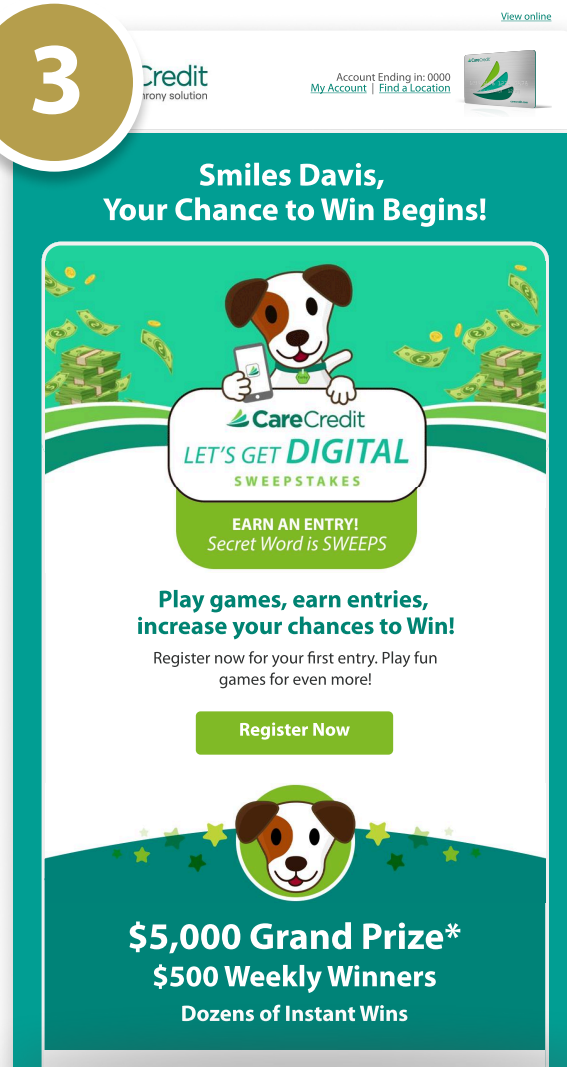 View online
3
Credit
hrony solution
Account Ending in: 0000
My Account | Find a Location
CareCredit
Smiles Davis,
Your Chance to Win Begins!
CareCredit
LET'S GET DIGITAL
SWEEPSTAKES
EARN AN ENTRY!
Secret Word is SWEEPS
Play games, earn entries,
increase your chances to Win!
Register now for your first entry. Play fun
games for even more!
Register Now
$5,000 Grand Prize*
$500 Weekly Winners
Dozens of Instant Wins